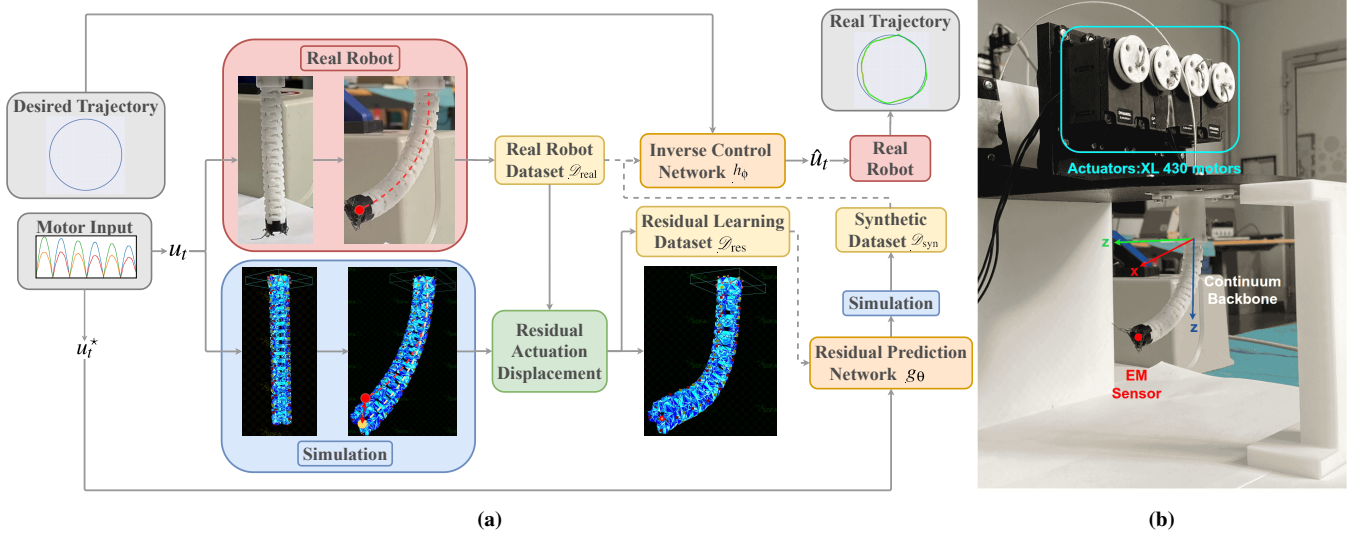 Real Robot
Real Trajectory
Desired Trajectory
Real Robot
Dataset 𝒟real
Inverse Control
Network hϕ
ût
Real
Robot
Motor Input
ut
Residual Learning
Dataset 𝒟res
Synthetic
Dataset 𝒟syn
Simulation
ut⋆
Residual
Actuation
Displacement
Residual Prediction
Network gθ
Simulation
(a)
Actuators:XL 430 motors
z
x
Continuum
Backbone
z
EM
Sensor
(b)